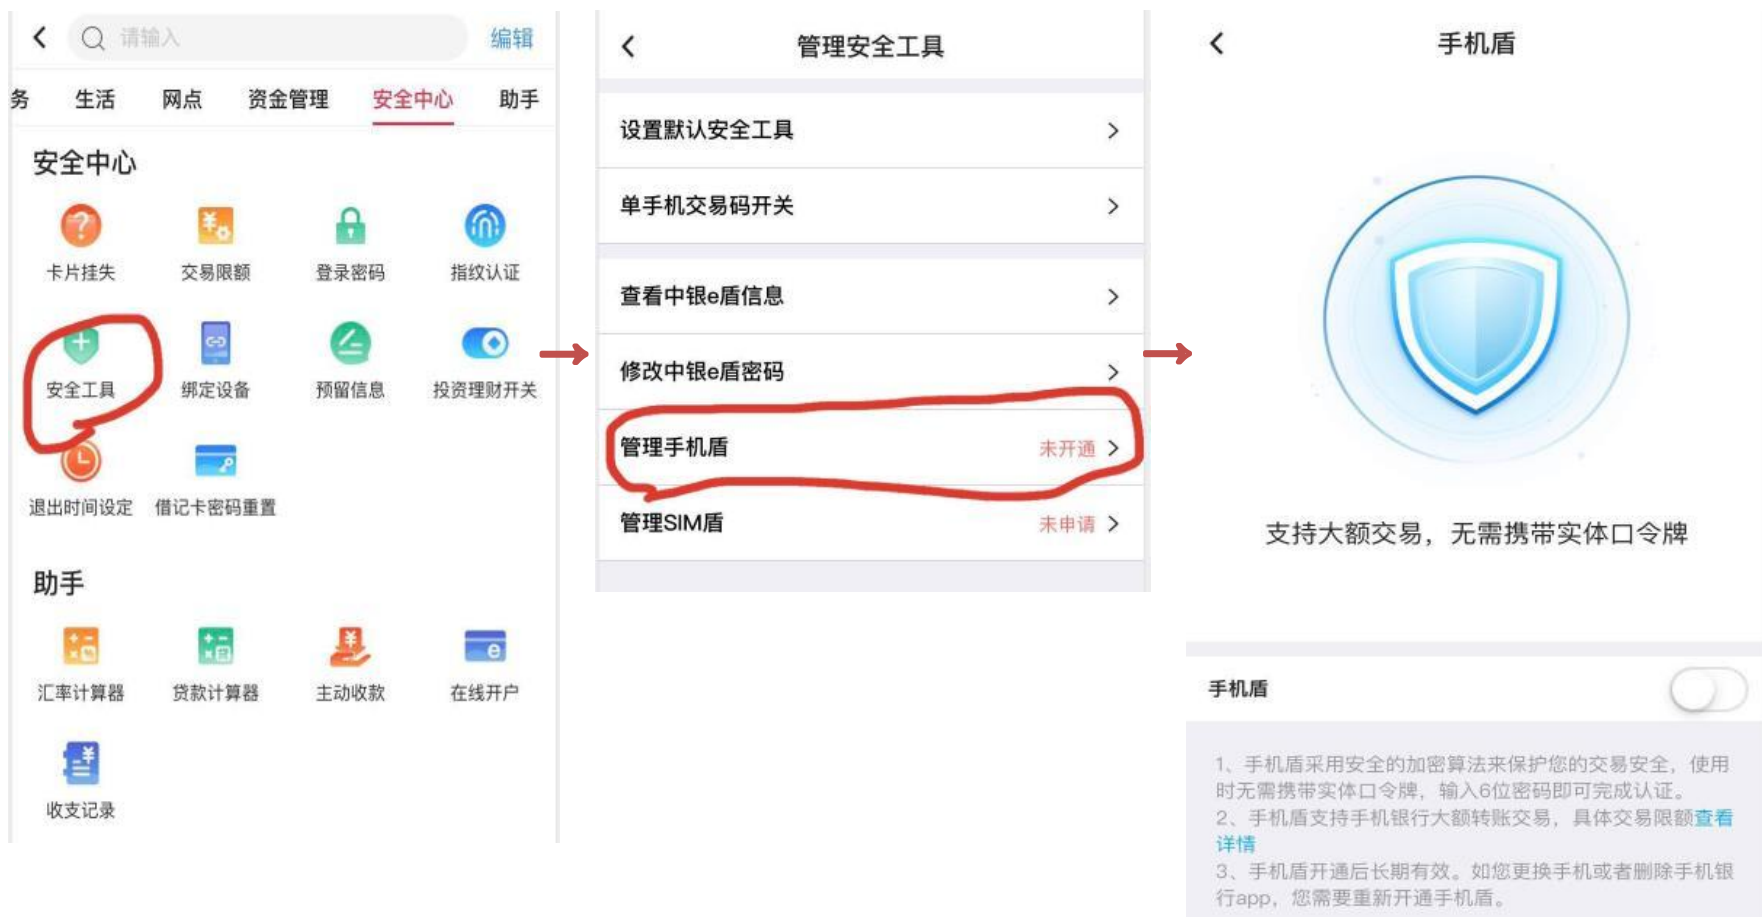 请输入
编辑
务 生活 网点 资金管理 安全中心 助手
安全中心
卡片挂失 交易限额 登录密码 指纹认证
安全工具 绑定设备 预留信息 投资理财开关
退出时间设定 借记卡密码重置
助手
汇率计算器 贷款计算器 主动收款 在线开户
收支记录
管理安全工具
设置默认安全工具
单手机交易码开关
查看中银e盾信息
修改中银e盾密码
管理手机盾 未开通
管理SIM盾 未申请
手机盾
支持大额交易，无需携带实体口令牌
手机盾
1、手机盾采用安全的加密算法来保护您的交易安全，使用
时无需携带实体口令牌，输入6位密码即可完成认证。
2、手机盾支持手机银行大额转账交易，具体交易限额查看
详情
3、手机盾开通后长期有效。如您更换手机或者删除手机银
行app，您需要重新开通手机盾。